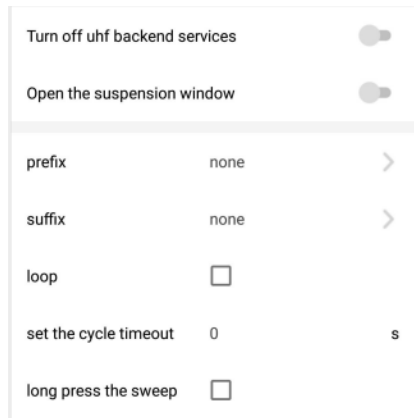 Turn off uhf backend services
Open the suspension window
prefix none
suffix none
loop
set the cycle timeout 0 s
long press the sweep